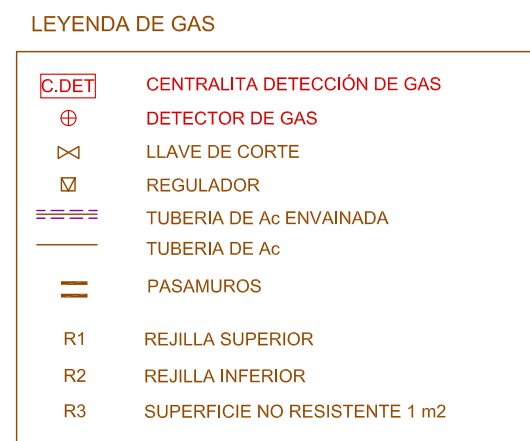 LEYENDA DE GAS
C.DET CENTRALITA DETECCIÓN DE GAS
DETECTOR DE GAS
LLAVE DE CORTE
REGULADOR
TUBERIA DE Ac ENVAINADA
TUBERIA DE Ac
PASAMUROS
R1 REJILLA SUPERIOR
R2 REJILLA INFERIOR
R3 SUPERFICIE NO RESISTENTE 1 m2